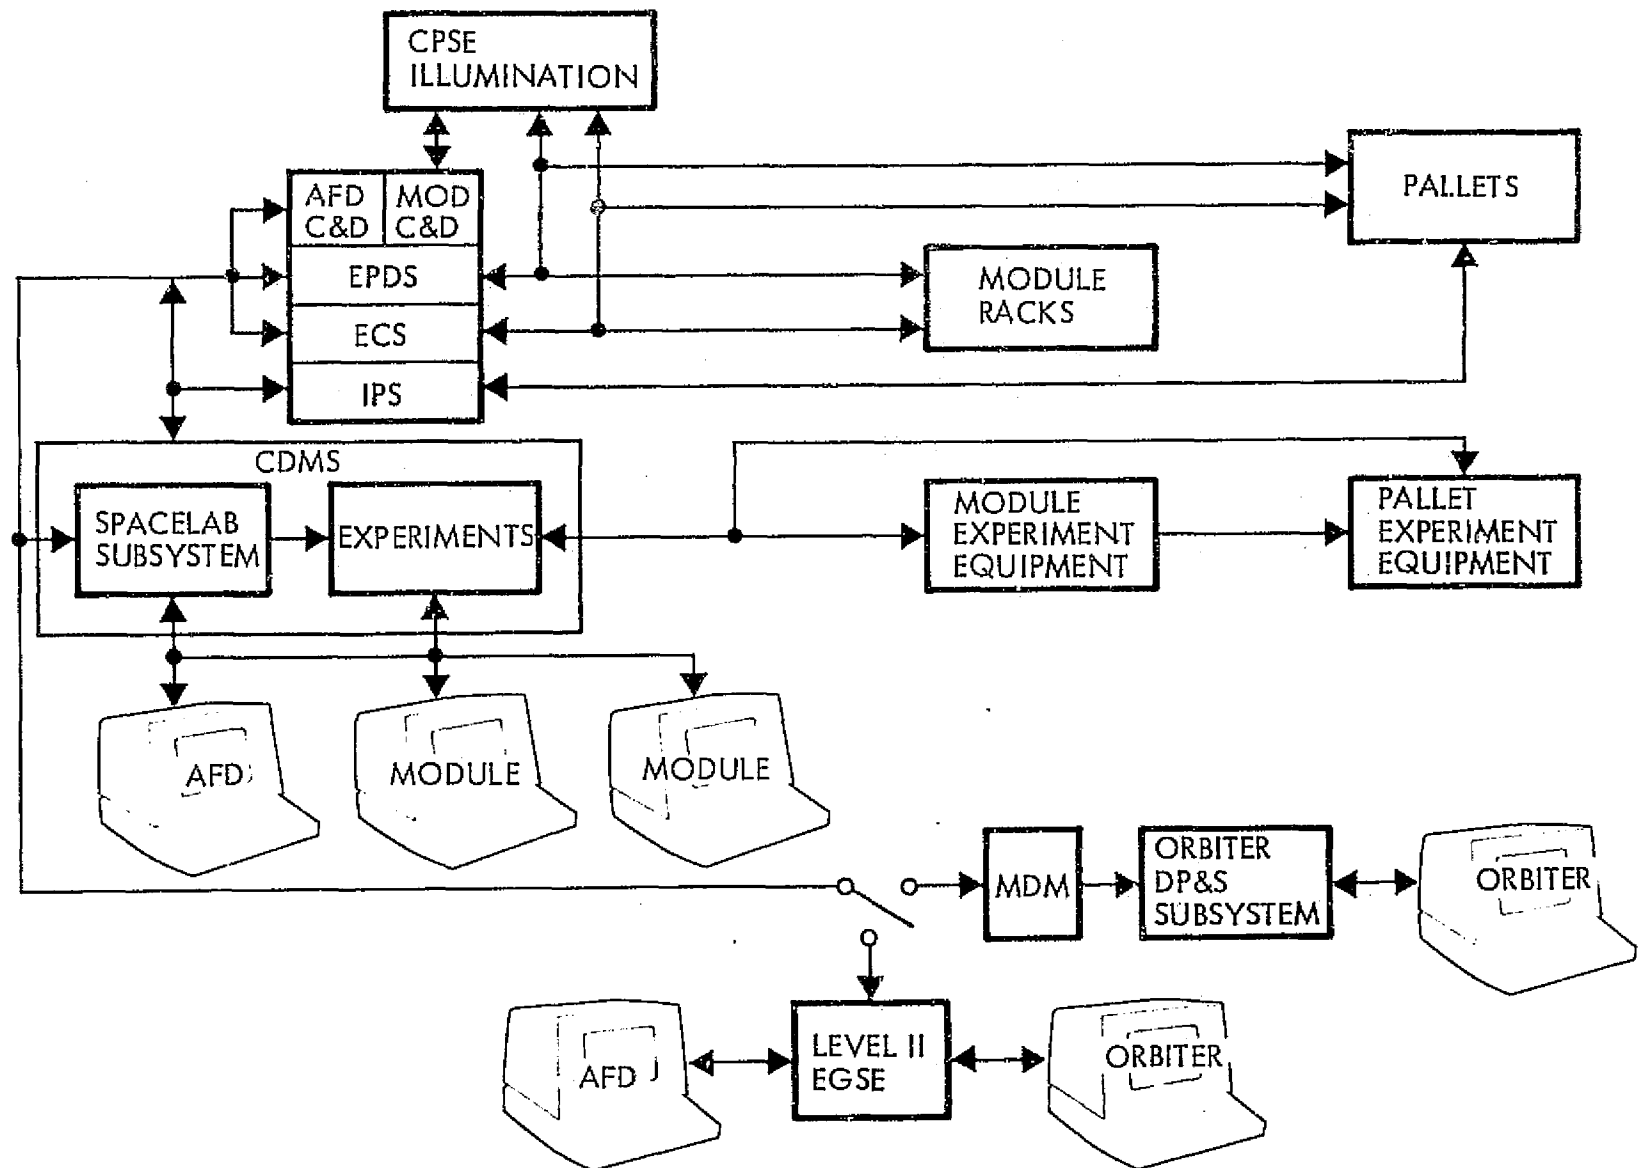 CPSE
ILLUMINATION
AFD
C&D
MOD
C&D
PALLETS
EPDS
MODULE
RACKS
ECS
IPS
CDMS
SPACELAB
SUBSYSTEM
EXPERIMENTS
MODULE
EXPERIMENT
EQUIPMENT
PALLET
EXPERIMENT
EQUIPMENT
AFD
MODULE
MODULE
MDM
ORBITER
DP&S
SUBSYSTEM
ORBITER
AFD
LEVEL II
EGSE
ORBITER